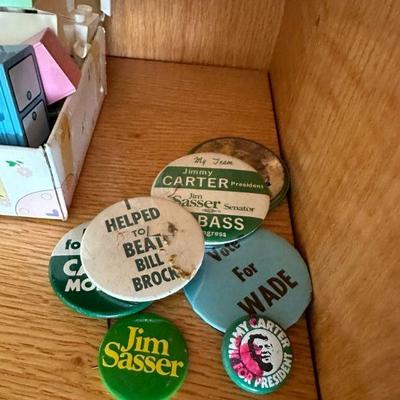 My Team
Jimmy
CARTER President
Jim
Sasser Senator
BASS
I
HELPED
TO
BEAT
BILL
BROCK
Vote
For
WADE
Jim
Sasser
JIMMY CARTER
FOR PRESIDENT